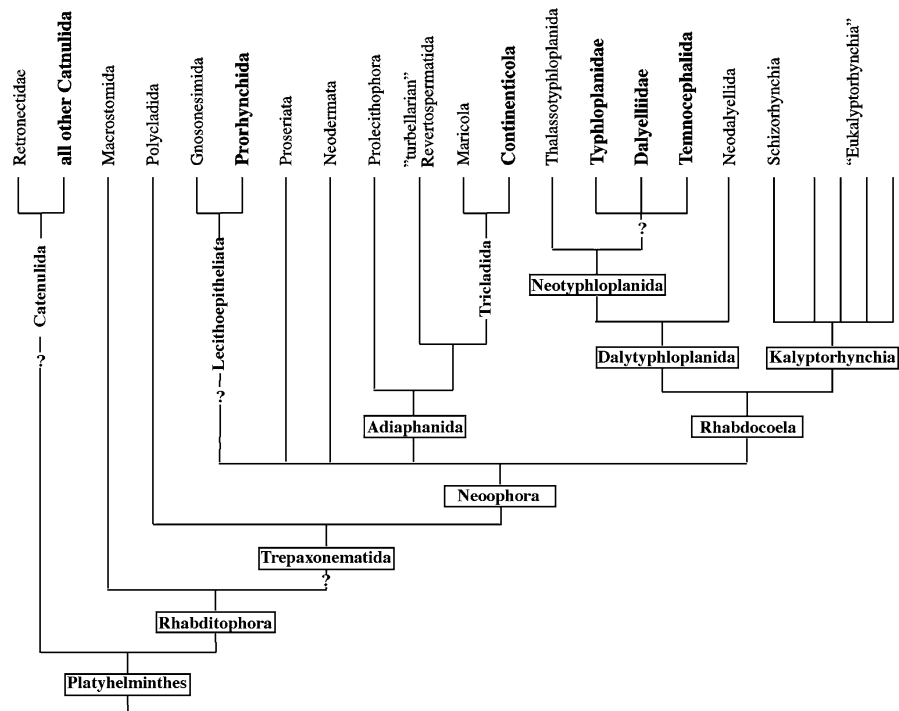 Retronectidae
all other Catnulida
Macrostomida
Polycladida
Gnosonesimida
Prorhynchida
Proseriata
Neodermata
Prolecithophora
"turbellarian"
Revertospermatida
Maricola
Continenticola
Thalassotyphloplanida
Typhloplanidae
Dalyelliidae
Temnocephalida
Neodalyellida
Schizorhynchia
“Eukalyptorhynchia”
?
Catenulida
?
Lecithoepitheliata
?
Tricladida
Neotyphloplanida
Dalytyphloplanida
Kalyptorhynchia
Adiaphanida
Rhabdocoela
Neoophora
Trepaxonematida
?
Rhabditophora
Platyhelminthes